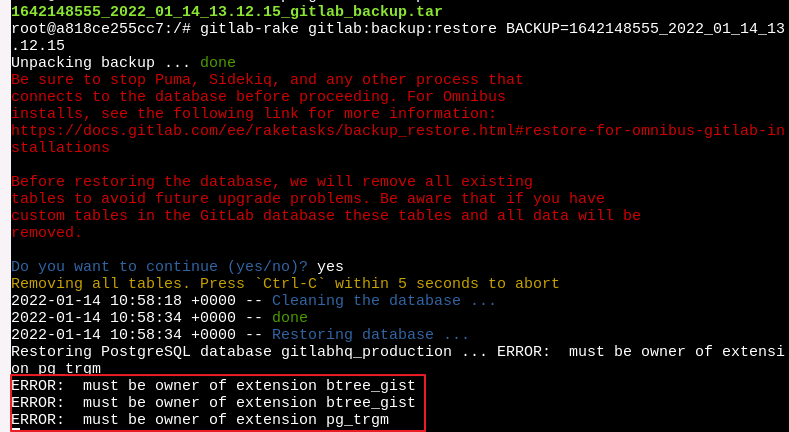 1642148555_2022_01_14_13.12.15_gitlab_backup.tar
root@a818ce255cc7:/# gitlab-rake gitlab:backup:restore BACKUP=1642148555_2022_01_14_13
.12.15
Unpacking backup ... done
Be sure to stop Puma, Sidekiq, and any other process that
connects to the database before proceeding. For Omnibus
installs, see the following link for more information:
https://docs.gitlab.com/ee/raketasks/backup_restore.html#restore-for-omnibus-gitlab-in
stallations
Before restoring the database, we will remove all existing
tables to avoid future upgrade problems. Be aware that if you have
custom tables in the GitLab database these tables and all data will be
removed.
Do you want to continue (yes/no)? yes
Removing all tables. Press `Ctrl-C` within 5 seconds to abort
2022-01-14 10:58:18 +0000 -- Cleaning the database ...
2022-01-14 10:58:34 +0000 -- done
2022-01-14 10:58:34 +0000 -- Restoring database ...
Restoring PostgreSQL database gitlabhq_production ... ERROR:  must be owner of extensi
on pg_trgm
ERROR:  must be owner of extension btree_gist
ERROR:  must be owner of extension btree_gist
ERROR:  must be owner of extension pg_trgm